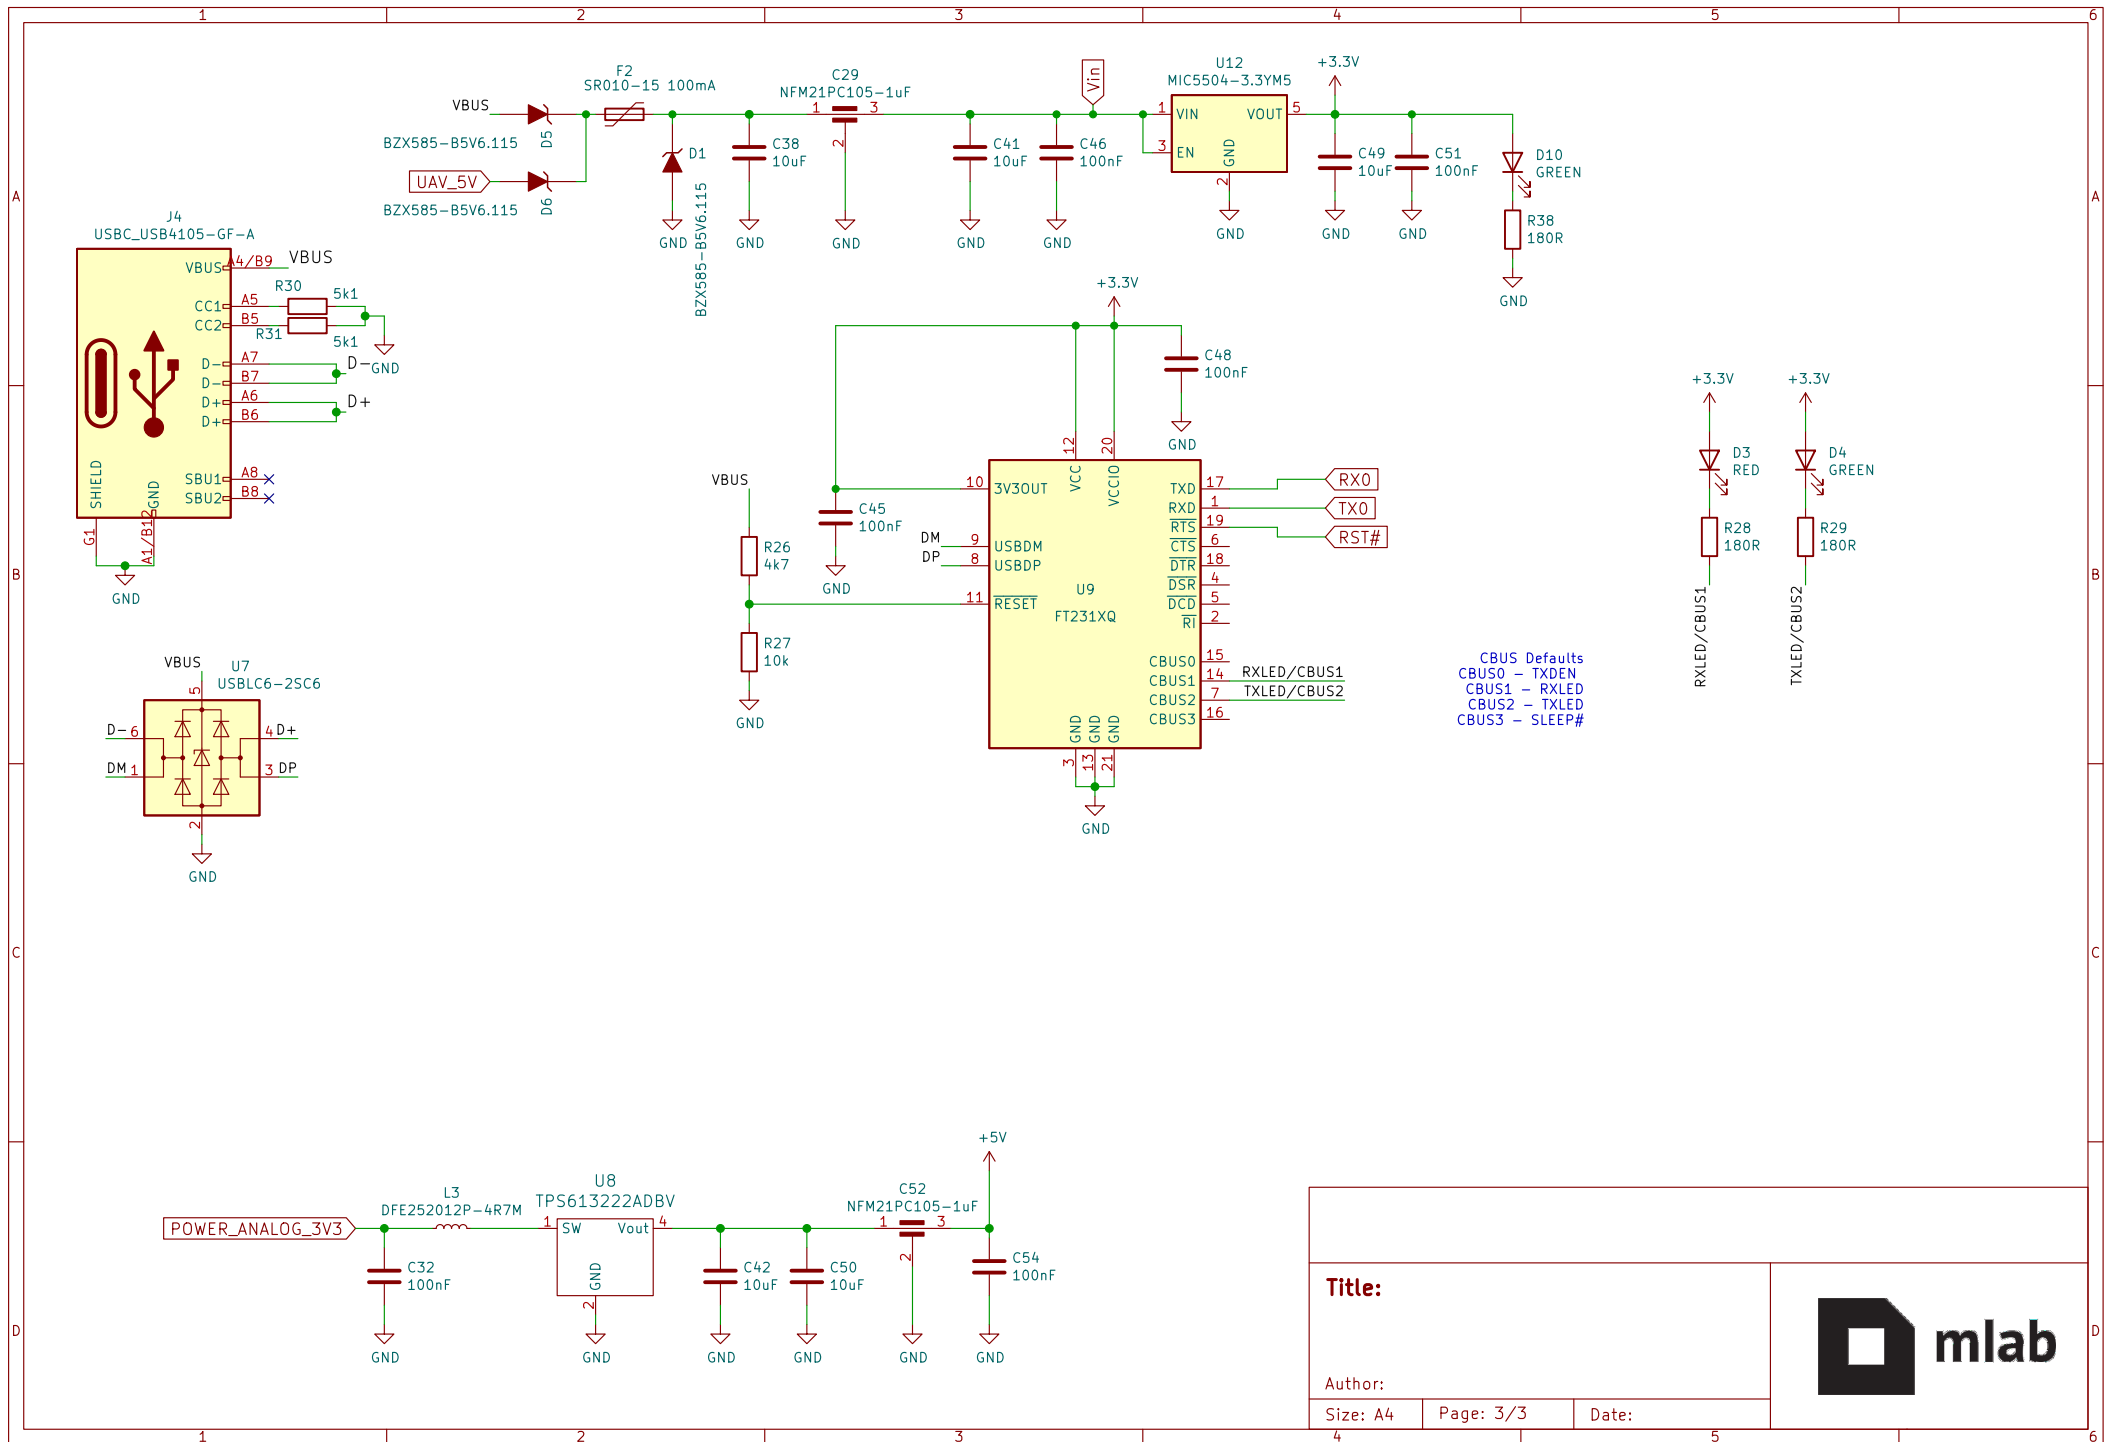 1 2 3 4 5 6
A
B
C
D
A
B
C
D
1 2 3 4 5 6
VBUS
D5
BZX585-B5V6.115
UAV_5V
D6
BZX585-B5V6.115
F2
SR010-15 100mA
D1
BZX585-B5V6.115
GND
C38
10uF
GND
C29
NFM21PC105-1uF
1 3
2
GND
C41
10uF
GND
C46
100nF
GND
Vin
U12
MIC5504-3.3YM5
1 VIN VOUT 5
3 EN
GND
2
GND
+3.3V
C49
10uF
GND
C51
100nF
GND
D10
GREEN
R38
180R
GND
J4
USBC_USB4105-GF-A
VBUS A4/B9 VBUS
CC1 A5
CC2 B5
R30 5k1
R31 5k1
GND
D- A7
D- B7
D-
D+ A6
D+ B6
D+
SBU1 A8
SBU2 B8
SHIELD
GND
G1
A1/B12
GND
VBUS
U7
USBLC6-2SC6
5
D- 6
4 D+
DM 1
3 DP
2
GND
VBUS
R26
4k7
R27
10k
GND
+3.3V
C48
100nF
GND
C45
100nF
GND
12
20
VCC
VCCIO
10 3V3OUT
DM 9 USBDM
DP 8 USBDP
11 RESET
U9
FT231XQ
TXD 17 RX0
RXD 1 TX0
RTS 19 RST#
CTS 6
DTR 18
DSR 4
DCD 5
RI 2
CBUS0 15
CBUS1 14 RXLED/CBUS1
CBUS2 7 TXLED/CBUS2
CBUS3 16
GND GND GND
3 13 21
GND
CBUS Defaults
CBUS0 - TXDEN
CBUS1 - RXLED
CBUS2 - TXLED
CBUS3 - SLEEP#
+3.3V
D3
RED
R28
180R
RXLED/CBUS1
+3.3V
D4
GREEN
R29
180R
TXLED/CBUS2
POWER_ANALOG_3V3
C32
100nF
GND
L3
DFE252012P-4R7M
U8
TPS613222ADBV
1 SW Vout 4
GND
2
GND
C42
10uF
GND
C50
10uF
GND
C52
NFM21PC105-1uF
1 3
2
GND
+5V
C54
100nF
GND
Title:
Author:
Size: A4 Page: 3/3 Date:
mlab